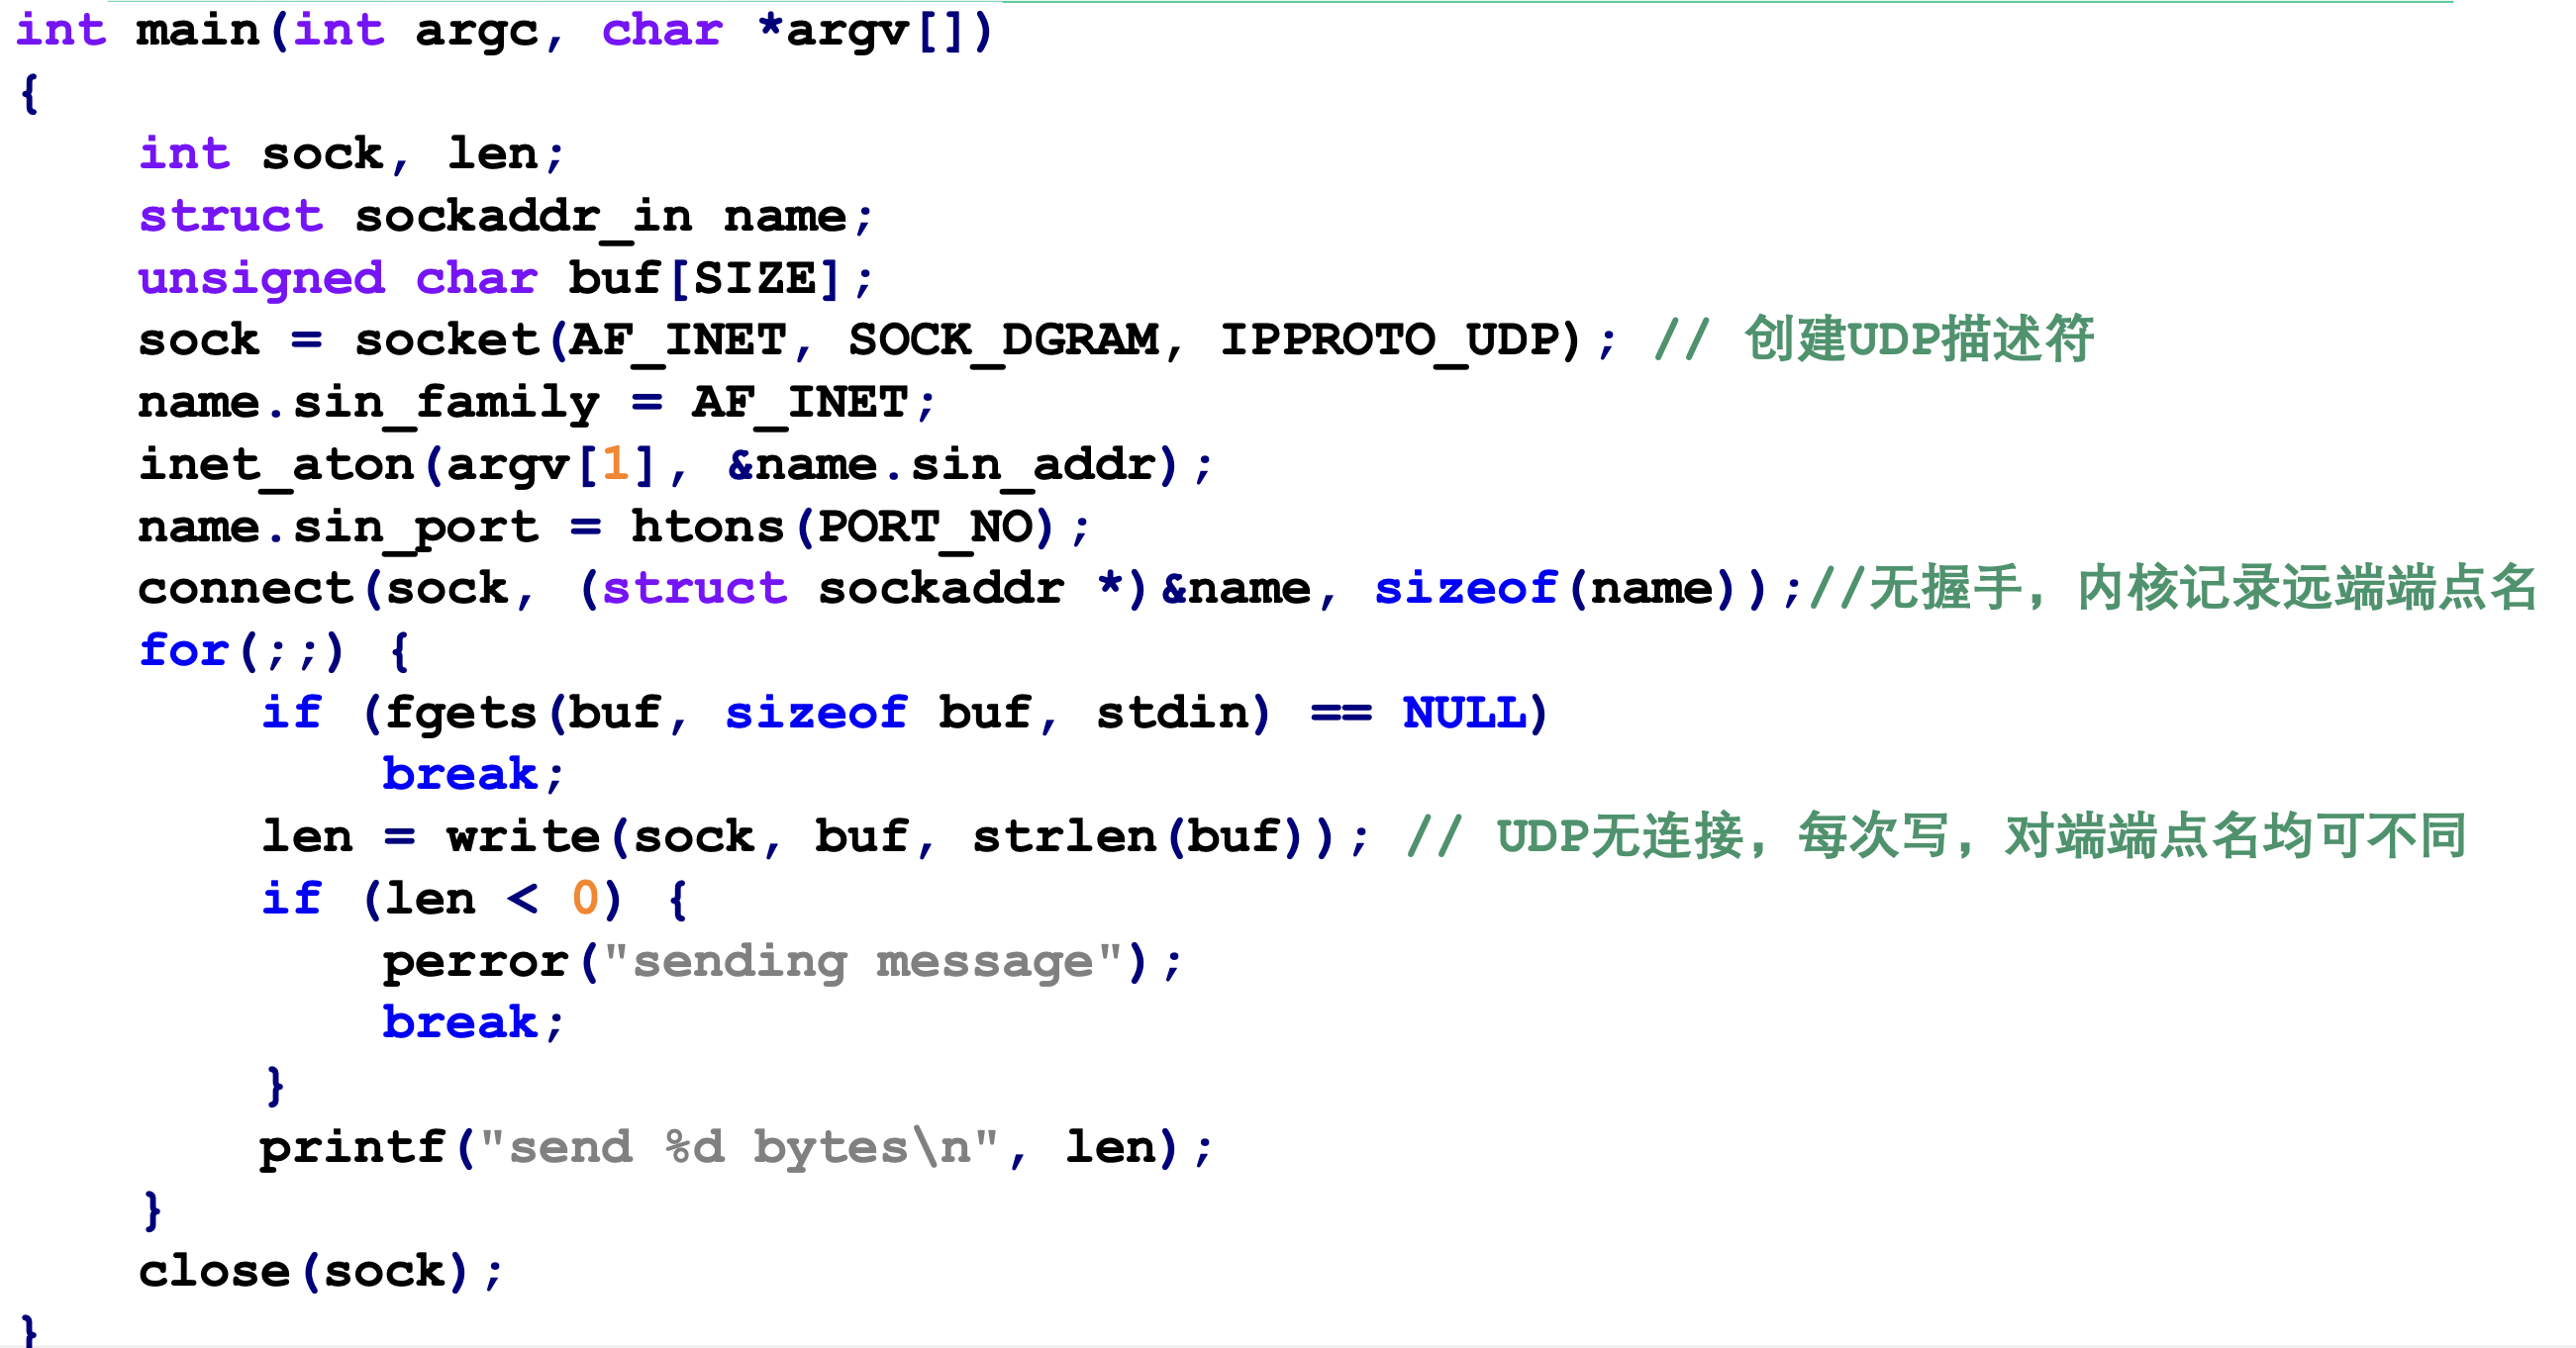 int main(int argc, char *argv[])
{
    int sock, len;
    struct sockaddr_in name;
    unsigned char buf[SIZE];
    sock = socket(AF_INET, SOCK_DGRAM, IPPROTO_UDP); // 创建UDP描述符
    name.sin_family = AF_INET;
    inet_aton(argv[1], &name.sin_addr);
    name.sin_port = htons(PORT_NO);
    connect(sock, (struct sockaddr *)&name, sizeof(name));//无握手，内核记录远端端点名
    for(;;) {
        if (fgets(buf, sizeof buf, stdin) == NULL)
            break;
        len = write(sock, buf, strlen(buf)); // UDP无连接，每次写，对端端点名均可不同
        if (len < 0) {
            perror("sending message");
            break;
        }
        printf("send %d bytes\n", len);
    }
    close(sock);
}